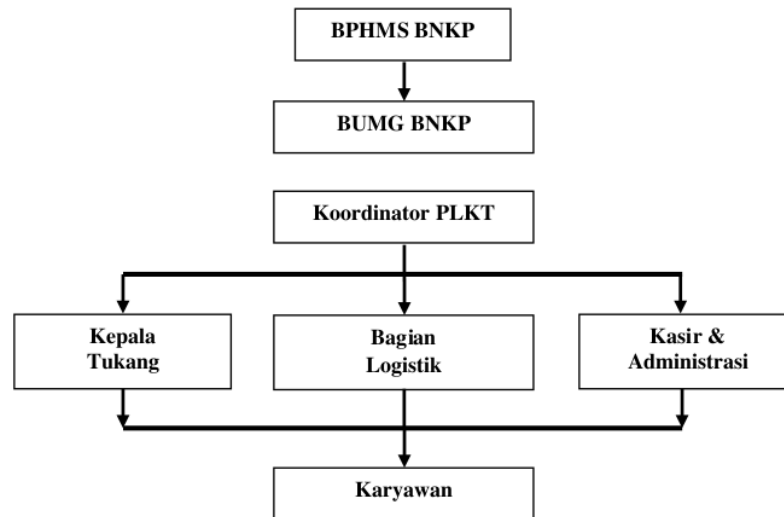 BPHMS BNKP
BUMG BNKP
Koordinator PLKT
Kepala
Tukang
Bagian
Logistik
Kasir &
Administrasi
Karyawan